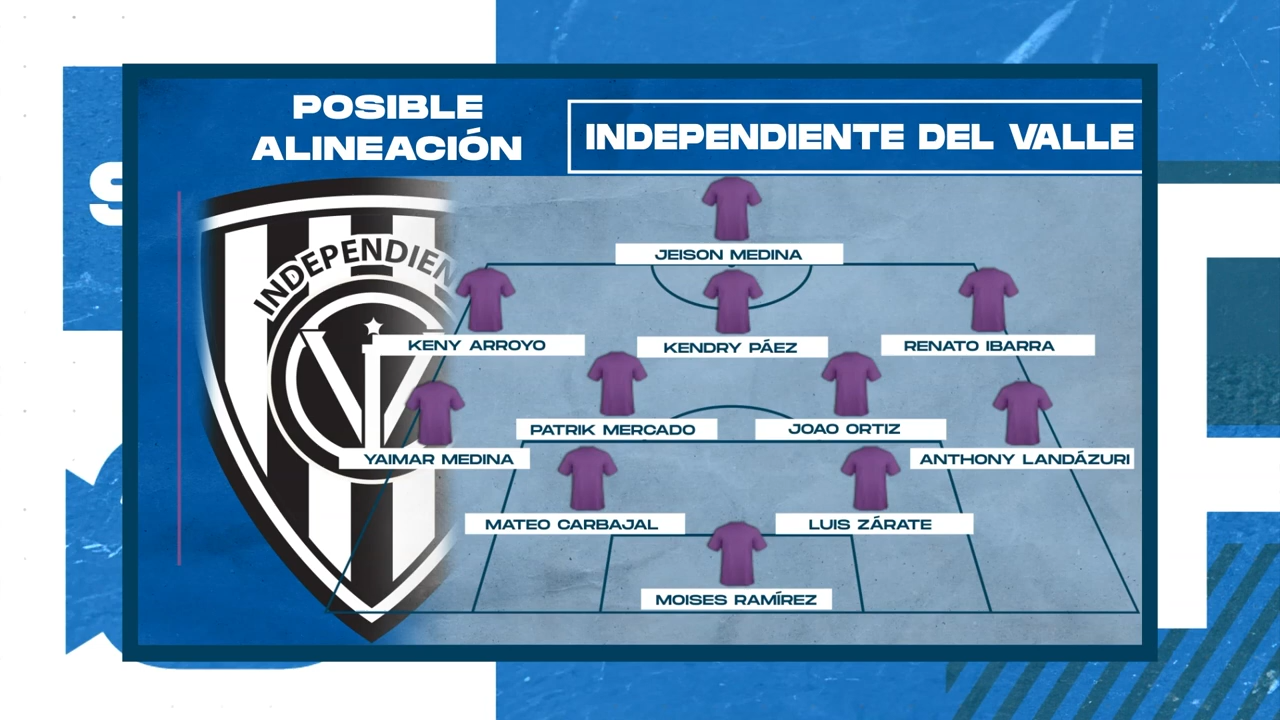 POSIBLE
ALINEACIÓN
INDEPENDIENTE DEL VALLE
S
INDEPENDIEN
JEISON MEDINA
KENY ARROYO
KENDRY PÁEZ
RENATO IBARRA
PATRIK MERCADO
JOAO ORTIZ
YAIMAR MEDINA
ANTHONY LANDÁZURI
MATEO CARBAJAL
LUIS ZÁRATE
MOISES RAMÍREZ